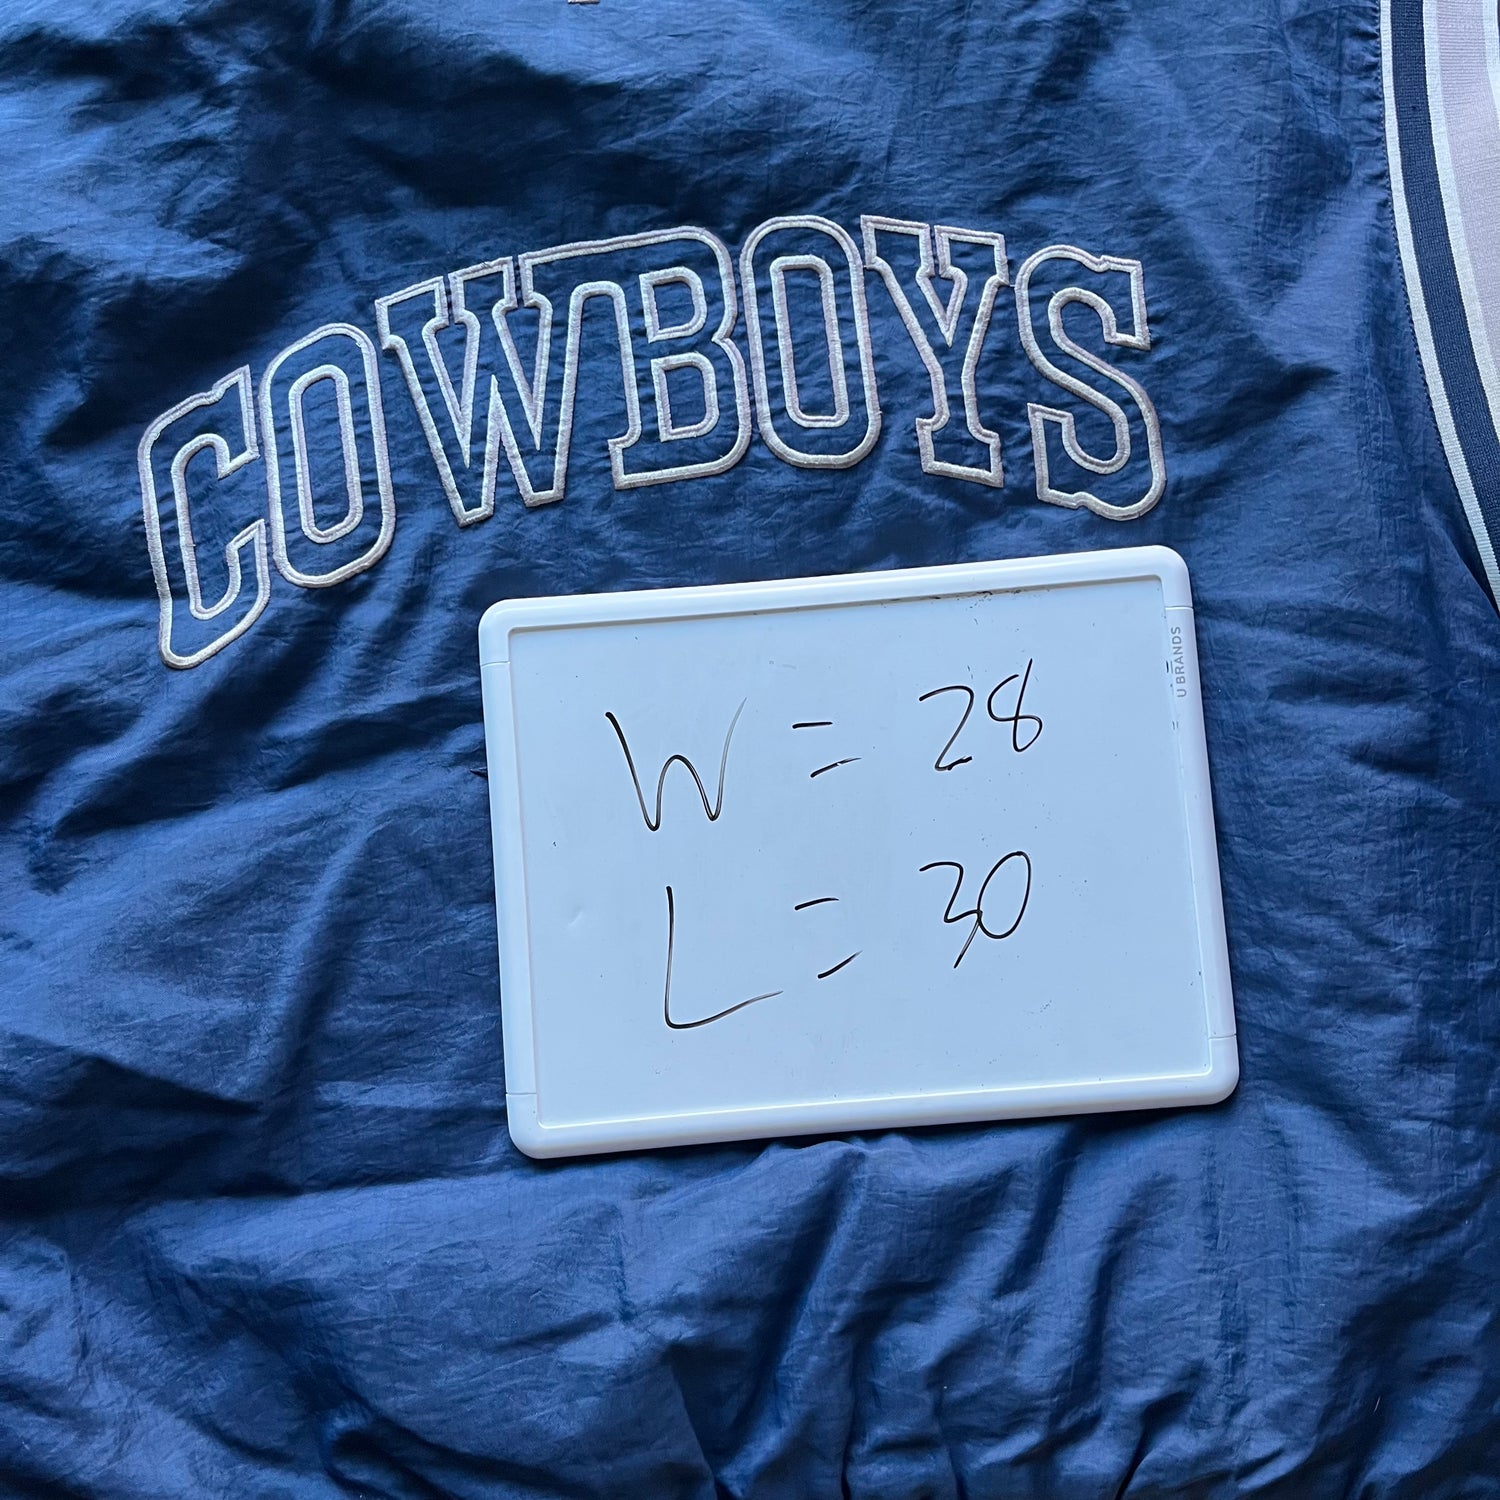 COWBOYS
U BRANDS
W = 28
L = 30